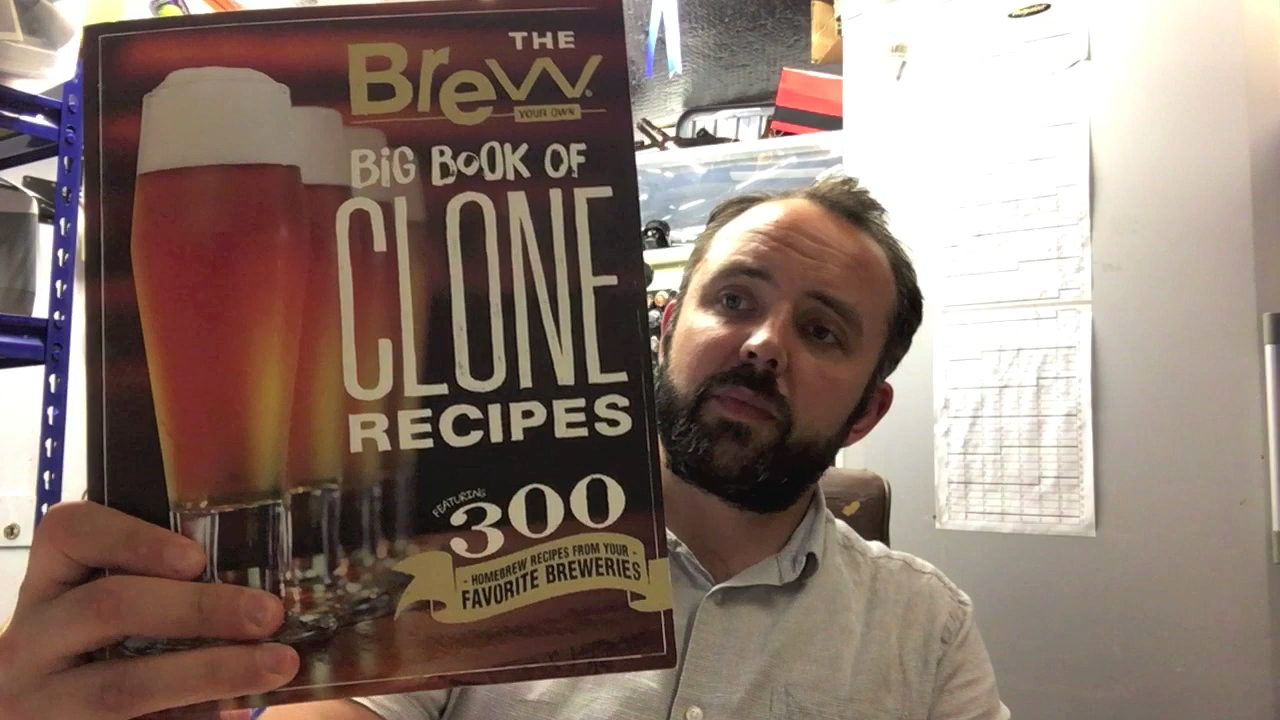 THE
Brew®
YOUR OWN
BiG BOOK OF
CLONE
RECIPES
FEATURING
300
- HOMEBREW RECIPES FROM YOUR -
FAVORITE BREWERIES